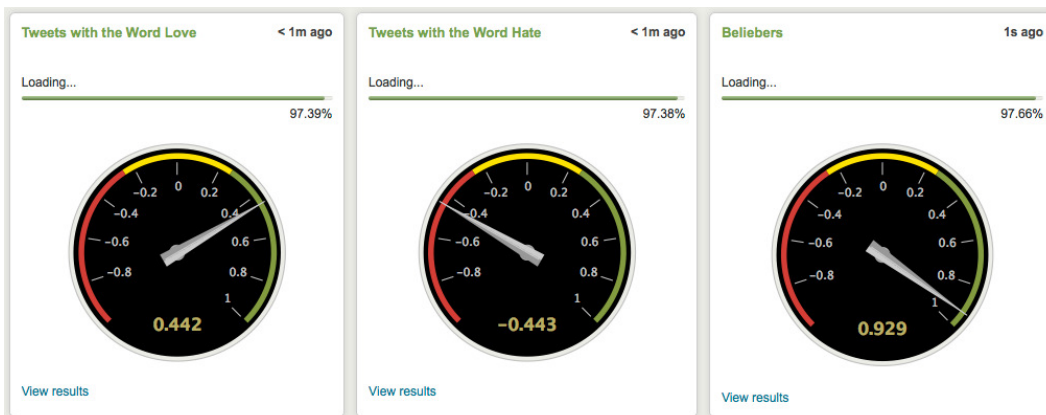 Tweets with the Word Love < 1m ago
Loading...
97.39%
0
-0.2 0.2
-0.4 0.4
-0.6 0.6
-0.8 0.8
1
0.442
View results
Tweets with the Word Hate < 1m ago
Loading...
97.38%
0
-0.2 0.2
-0.4 0.4
-0.6 0.6
-0.8 0.8
1
-0.443
View results
Beliebers 1s ago
Loading...
97.66%
0
-0.2 0.2
-0.4 0.4
-0.6 0.6
-0.8 0.8
1
0.929
View results